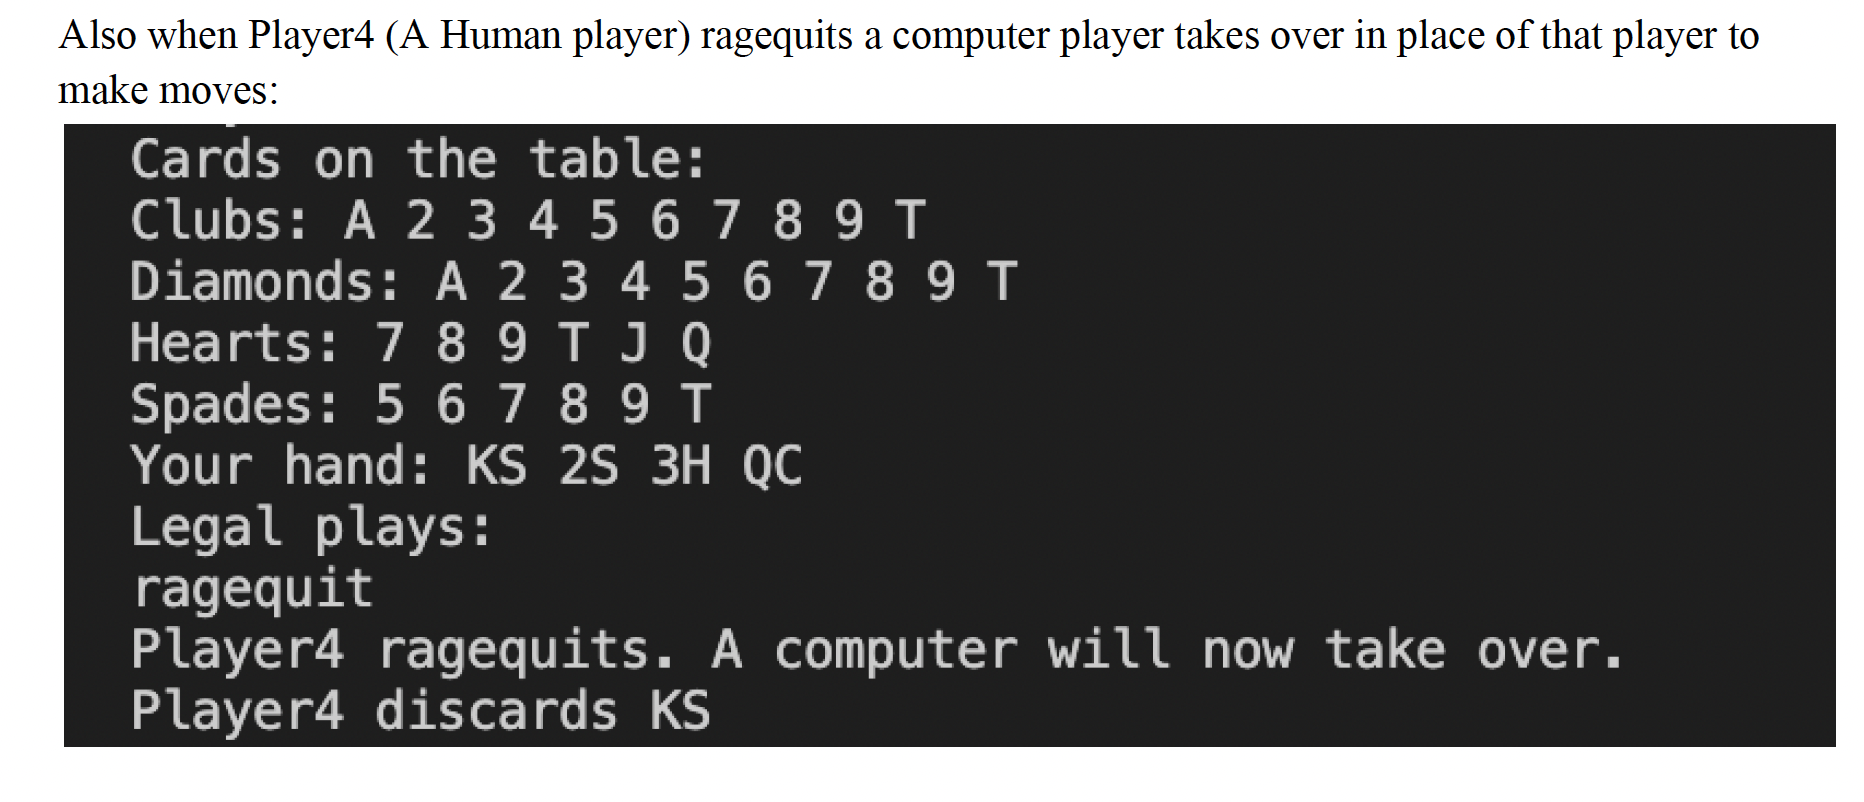 Also when Player4 (A Human player) ragequits a computer player takes over in place of that player to
make moves:
Cards on the table:
Clubs: A 2 3 4 5 6 7 8 9 T
Diamonds: A 2 3 4 5 6 7 8 9 T
Hearts: 7 8 9 T J Q
Spades: 5 6 7 8 9 T
Your hand: KS 2S 3H QC
Legal plays:
ragequit
Player4 ragequits. A computer will now take over.
Player4 discards KS